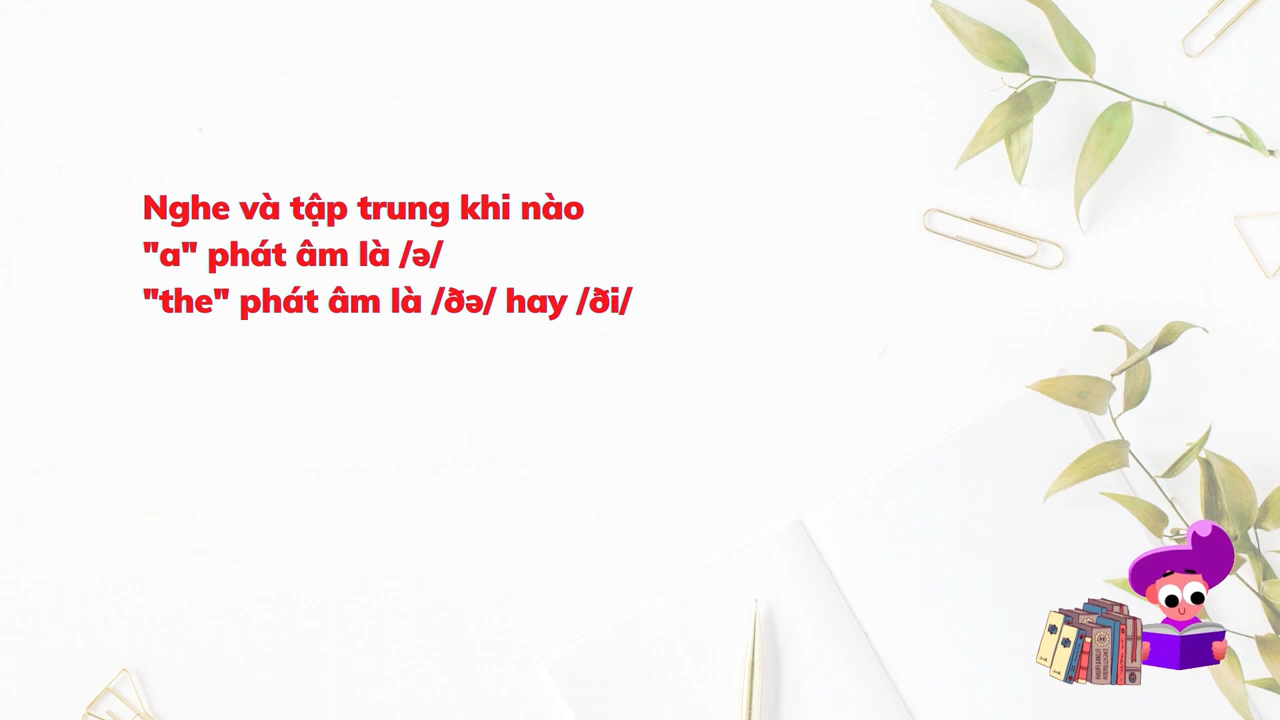 Nghe và tập trung khi nào
"a" phát âm là /ə/
"the" phát âm là /ðə/ hay /ði/